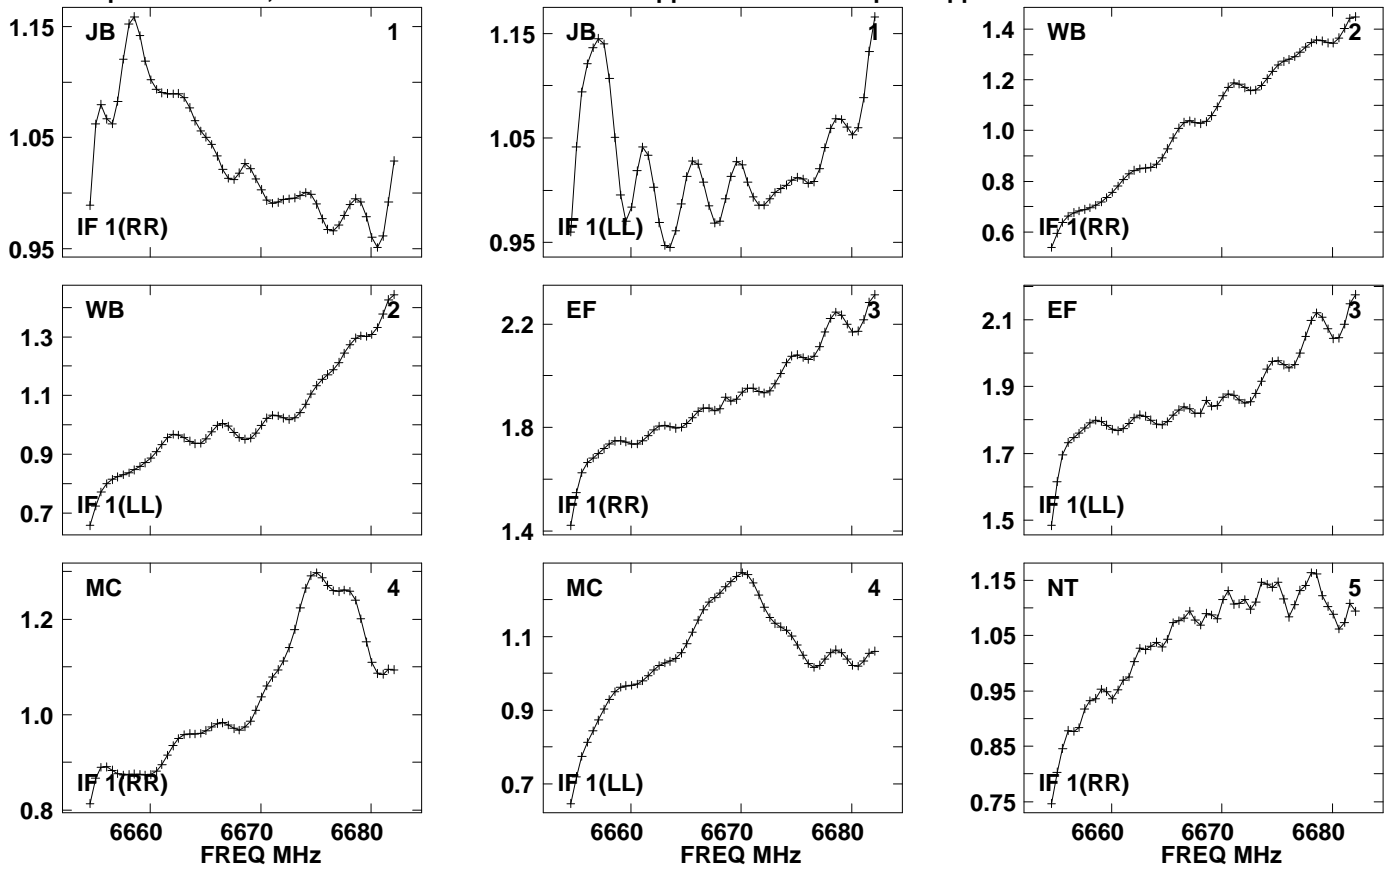 JB 1
1.15
1.05
0.95
IF 1(RR)
JB 1
1.15
1.05
0.95
IF 1(LL)
WB 2
1.4
1.2
1.0
0.8
0.6
IF 1(RR)
WB 2
1.3
1.1
0.9
0.7
IF 1(LL)
EF 3
2.2
1.8
1.4
IF 1(RR)
EF 3
2.1
1.9
1.7
1.5
IF 1(LL)
MC 4
1.2
1.0
0.8
IF 1(RR)
6660 6670 6680
FREQ MHz
MC 4
1.1
0.9
0.7
IF 1(LL)
6660 6670 6680
NT 5
1.15
1.05
0.95
0.85
0.75
IF 1(RR)
6660 6670 6680
FREQ MHz